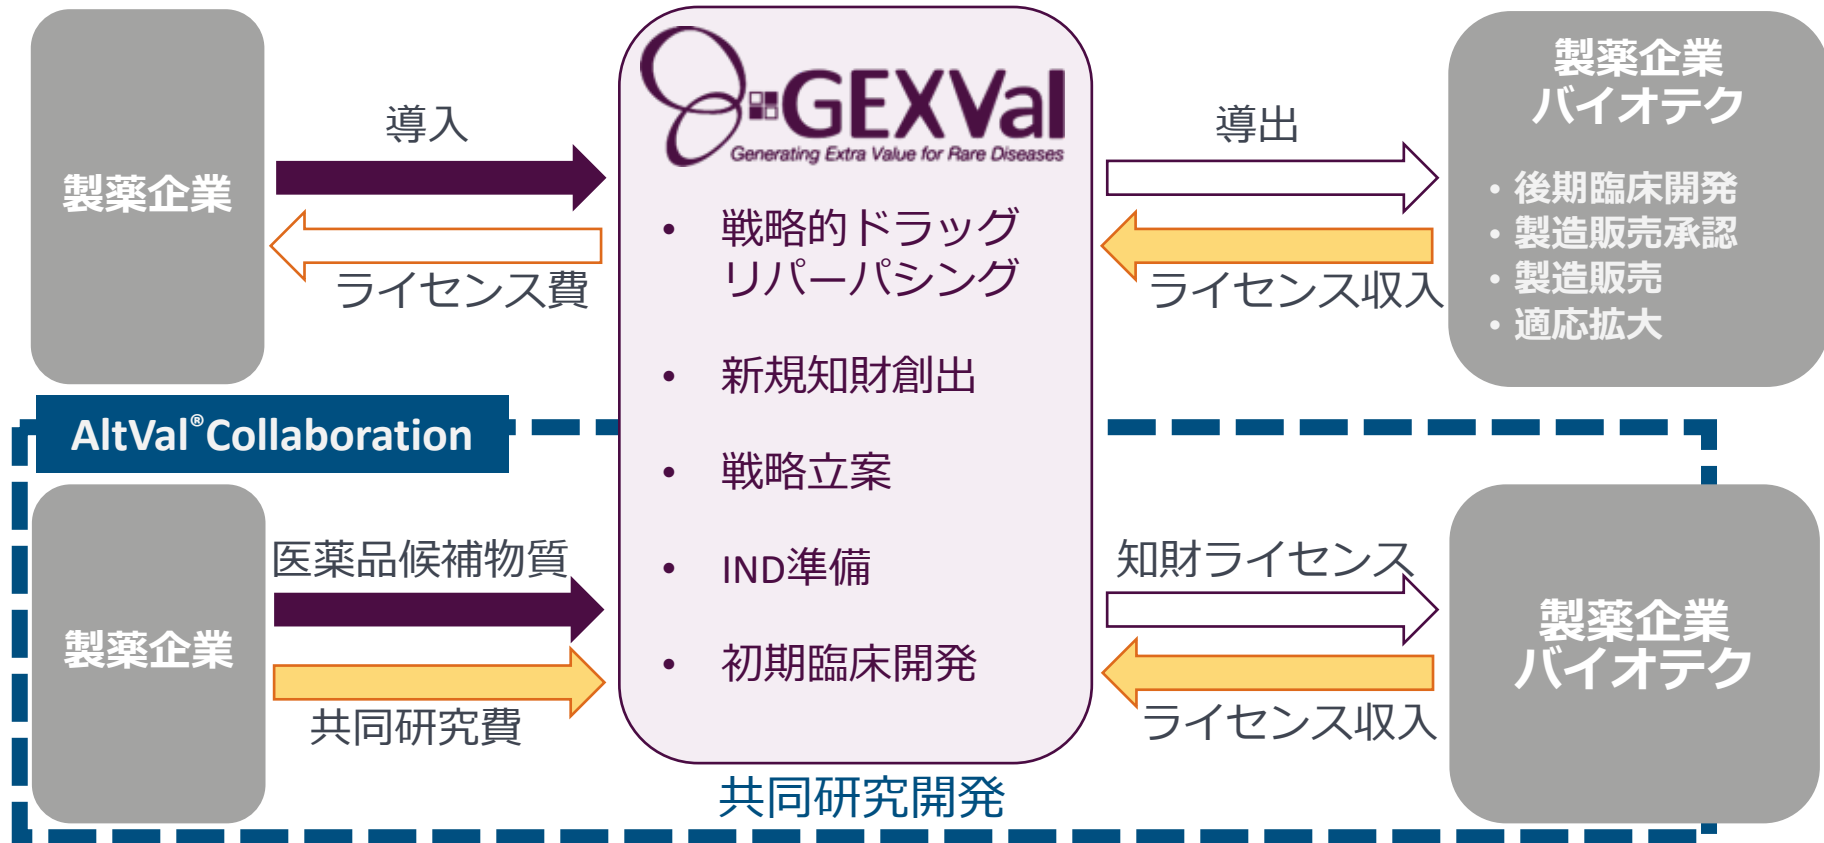 製薬企業
導入
ライセンス費
GEXVal
Generating Extra Value for Rare Diseases
• 戦略的ドラッグ
リパーパシング
• 新規知財創出
• 戦略立案
• IND準備
• 初期臨床開発
導出
ライセンス収入
製薬企業
バイオテク
・後期臨床開発
・製造販売承認
・製造販売
・適応拡大
AltVal®Collaboration
製薬企業
医薬品候補物質
共同研究費
知財ライセンス
ライセンス収入
製薬企業
バイオテク
共同研究開発